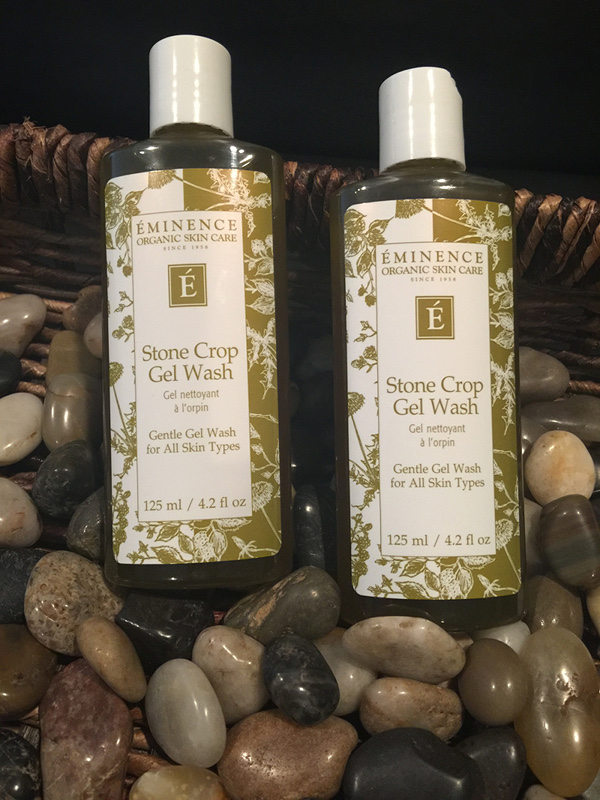 ÉMINENCE
ORGANIC SKIN CARE
SINCE 1958
É
Stone Crop
Gel Wash
Gel nettoyant
à l'orpin
Gentle Gel Wash
for All Skin Types
125 ml / 4.2 fl oz
ÉMINENCE
ORGANIC SKIN CARE
SINCE 1958
É
Stone Crop
Gel Wash
Gel nettoyant
à l'orpin
Gentle Gel Wash
for All Skin Types
125 ml / 4.2 fl oz